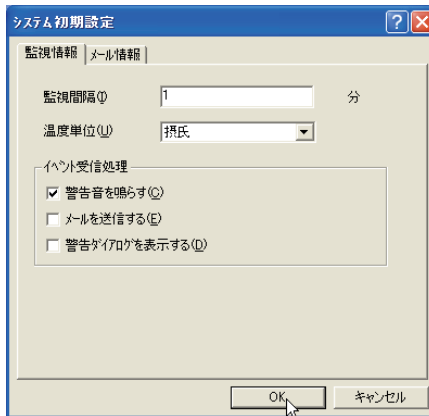 システム初期設定
監視情報 メール情報
監視間隔(I) 1 分
温度単位(U) 摂氏
イベント受信処理
警告音を鳴らす(C)
メールを送信する(E)
警告ダイアログを表示する(D)
OK キャンセル